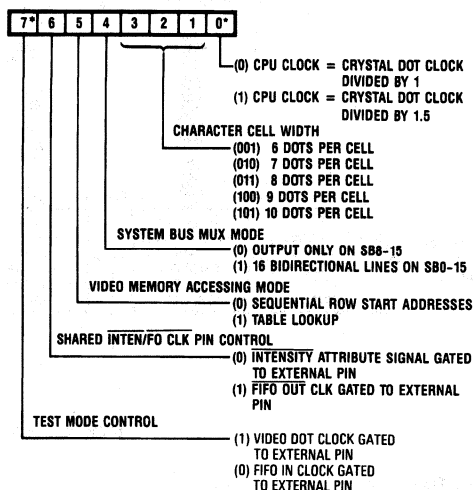 7* 6 5 4 3 2 1 0*
(0) CPU CLOCK = CRYSTAL DOT CLOCK
DIVIDED BY 1
(1) CPU CLOCK = CRYSTAL DOT CLOCK
DIVIDED BY 1.5
CHARACTER CELL WIDTH
(001) 6 DOTS PER CELL
(010) 7 DOTS PER CELL
(011) 8 DOTS PER CELL
(100) 9 DOTS PER CELL
(101) 10 DOTS PER CELL
SYSTEM BUS MUX MODE
(0) OUTPUT ONLY ON SB8-15
(1) 16 BIDIRECTIONAL LINES ON SB0-15
VIDEO MEMORY ACCESSING MODE
(0) SEQUENTIAL ROW START ADDRESSES
(1) TABLE LOOKUP
SHARED INTEN/FO CLK PIN CONTROL
(0) INTENSITY ATTRIBUTE SIGNAL GATED
TO EXTERNAL PIN
(1) FIFO OUT CLK GATED TO EXTERNAL
PIN
TEST MODE CONTROL
(1) VIDEO DOT CLOCK GATED
TO EXTERNAL PIN
(0) FIFO IN CLOCK GATED
TO EXTERNAL PIN